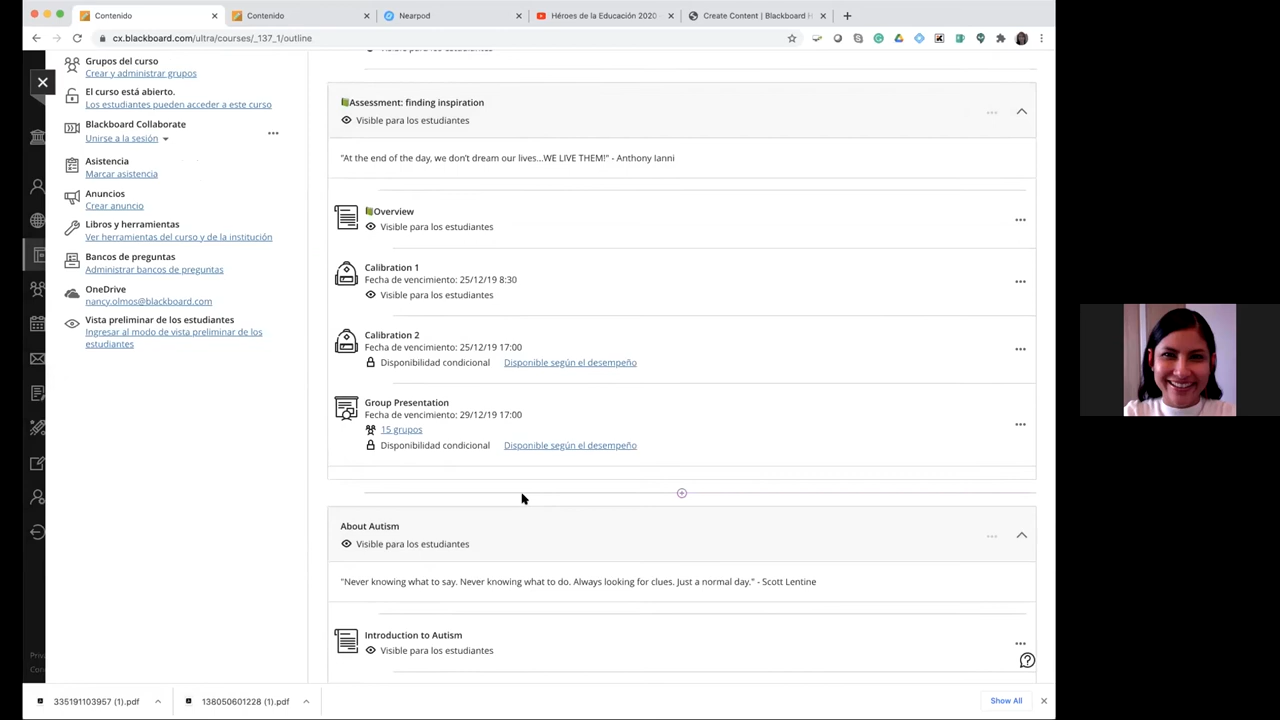 Contenido
Contenido
Nearpod
Héroes de la Educación 2020
Create Content | Blackboard H
cx.blackboard.com/ultra/courses/_137_1/outline
Grupos del curso
Crear y administrar grupos
El curso está abierto.
Los estudiantes pueden acceder a este curso
Blackboard Collaborate
Unirse a la sesión
Asistencia
Marcar asistencia
Anuncios
Crear anuncio
Libros y herramientas
Ver herramientas del curso y de la institución
Bancos de preguntas
Administrar bancos de preguntas
OneDrive
nancy.olmos@blackboard.com
Vista preliminar de los estudiantes
Ingresar al modo de vista preliminar de los
estudiantes
Assessment: finding inspiration
Visible para los estudiantes
"At the end of the day, we don't dream our lives...WE LIVE THEM!" - Anthony Ianni
Overview
Visible para los estudiantes
Calibration 1
Fecha de vencimiento: 25/12/19 8:30
Visible para los estudiantes
Calibration 2
Fecha de vencimiento: 25/12/19 17:00
Disponibilidad condicional Disponible según el desempeño
Group Presentation
Fecha de vencimiento: 29/12/19 17:00
15 grupos
Disponibilidad condicional Disponible según el desempeño
About Autism
Visible para los estudiantes
"Never knowing what to say. Never knowing what to do. Always looking for clues. Just a normal day." - Scott Lentine
Introduction to Autism
Visible para los estudiantes
335191103957 (1).pdf
138050601228 (1).pdf
Show All